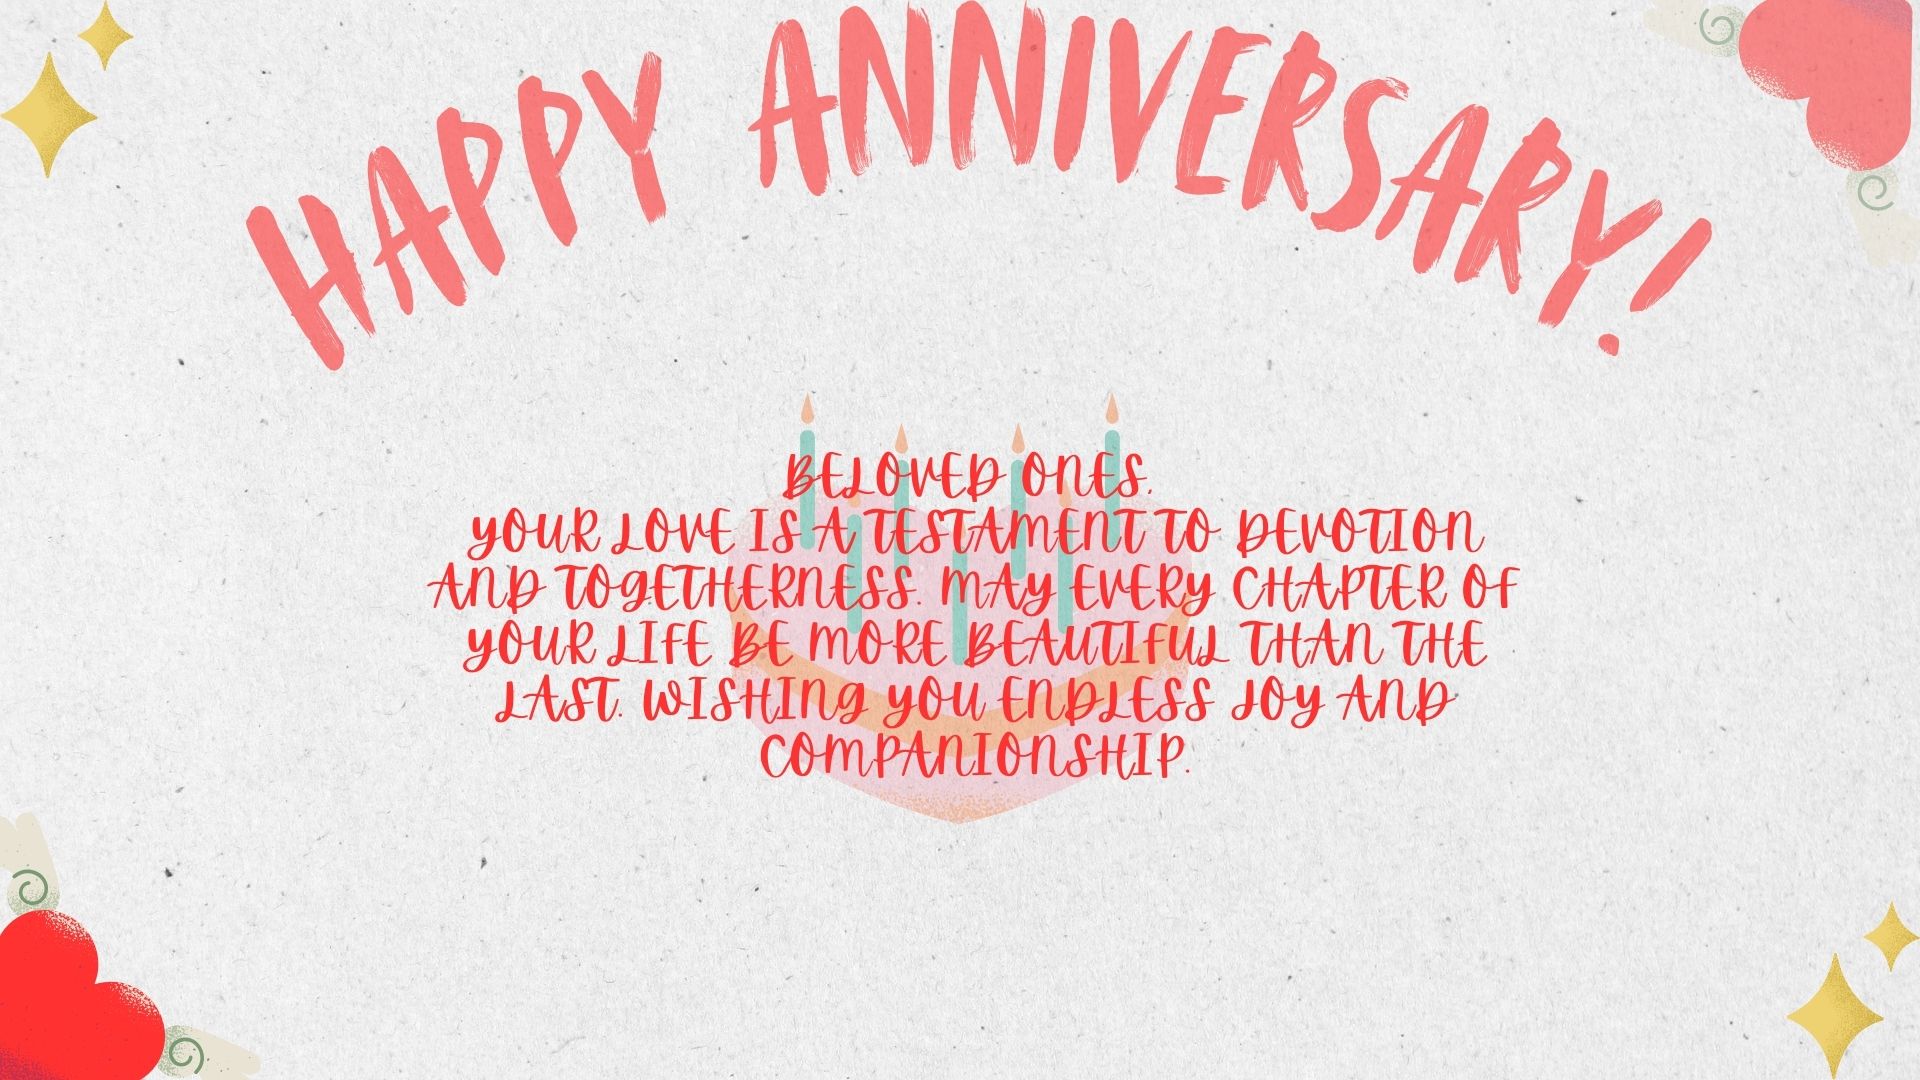 HAPPY ANNIVERSARY!
BELOVED ONES,
YOUR LOVE IS A TESTAMENT TO DEVOTION
AND TOGETHERNESS. MAY EVERY CHAPTER OF
YOUR LIFE BE MORE BEAUTIFUL THAN THE
LAST. WISHING YOU ENDLESS JOY AND
COMPANIONSHIP.